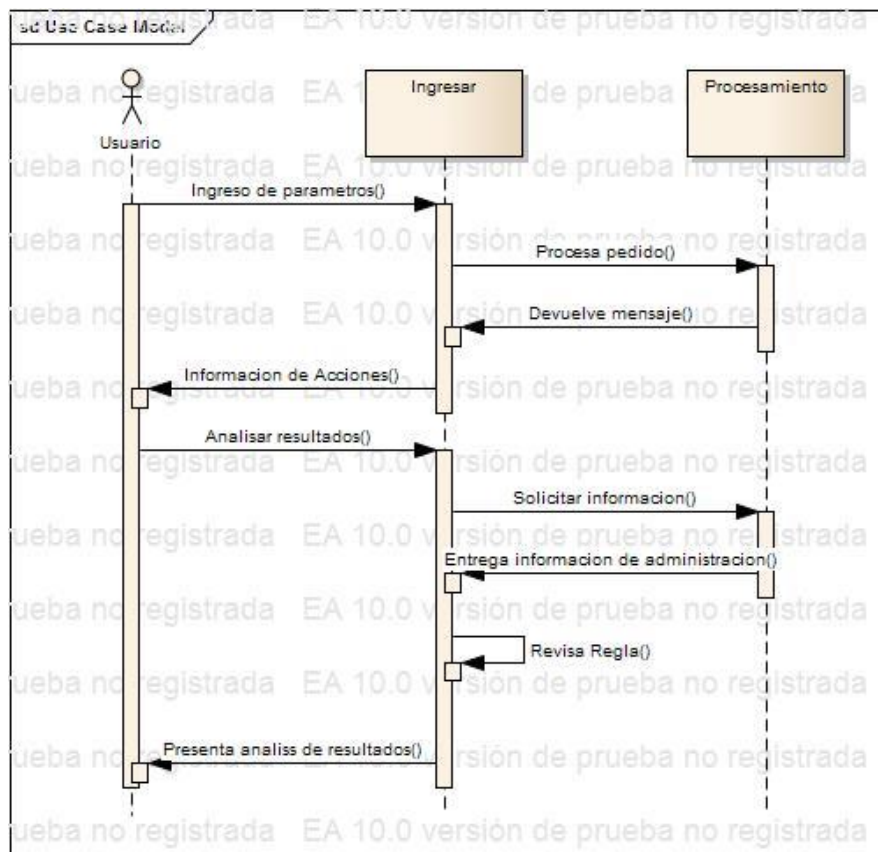 sd Use Case Model
Usuario
Ingresar
Procesamiento
Ingreso de parametros()
Procesa pedido()
Devuelve mensaje()
Informacion de Acciones()
Analisar resultados()
Solicitar informacion()
Entrega informacion de administracion()
Revisa Regla()
Presenta analiss de resultados()
EA 10.0 versión de prueba no registrada